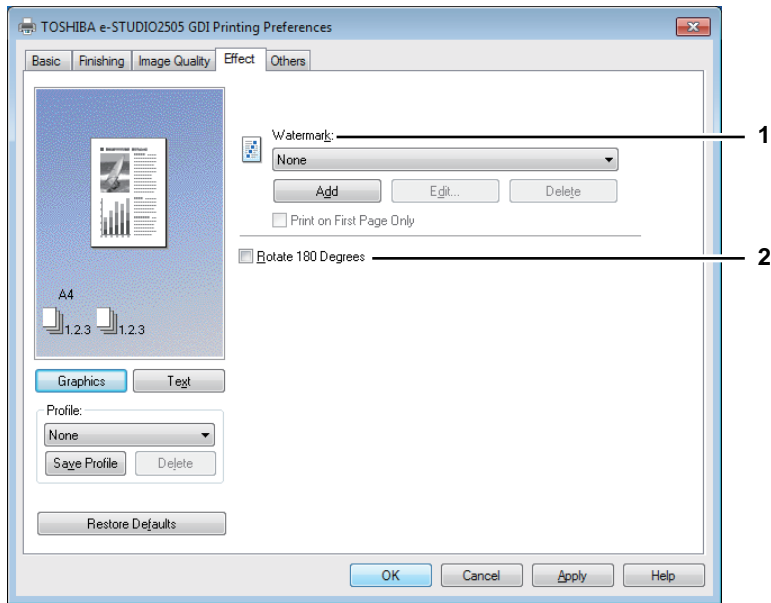 TOSHIBA e-STUDIO2505 GDI Printing Preferences
Basic Finishing Image Quality Effect Others
Watermark: 1
None
Add Edit... Delete
Print on First Page Only
Rotate 180 Degrees 2
A4
1.2.3 1.2.3
Graphics Text
Profile:
None
Save Profile Delete
Restore Defaults
OK Cancel Apply Help